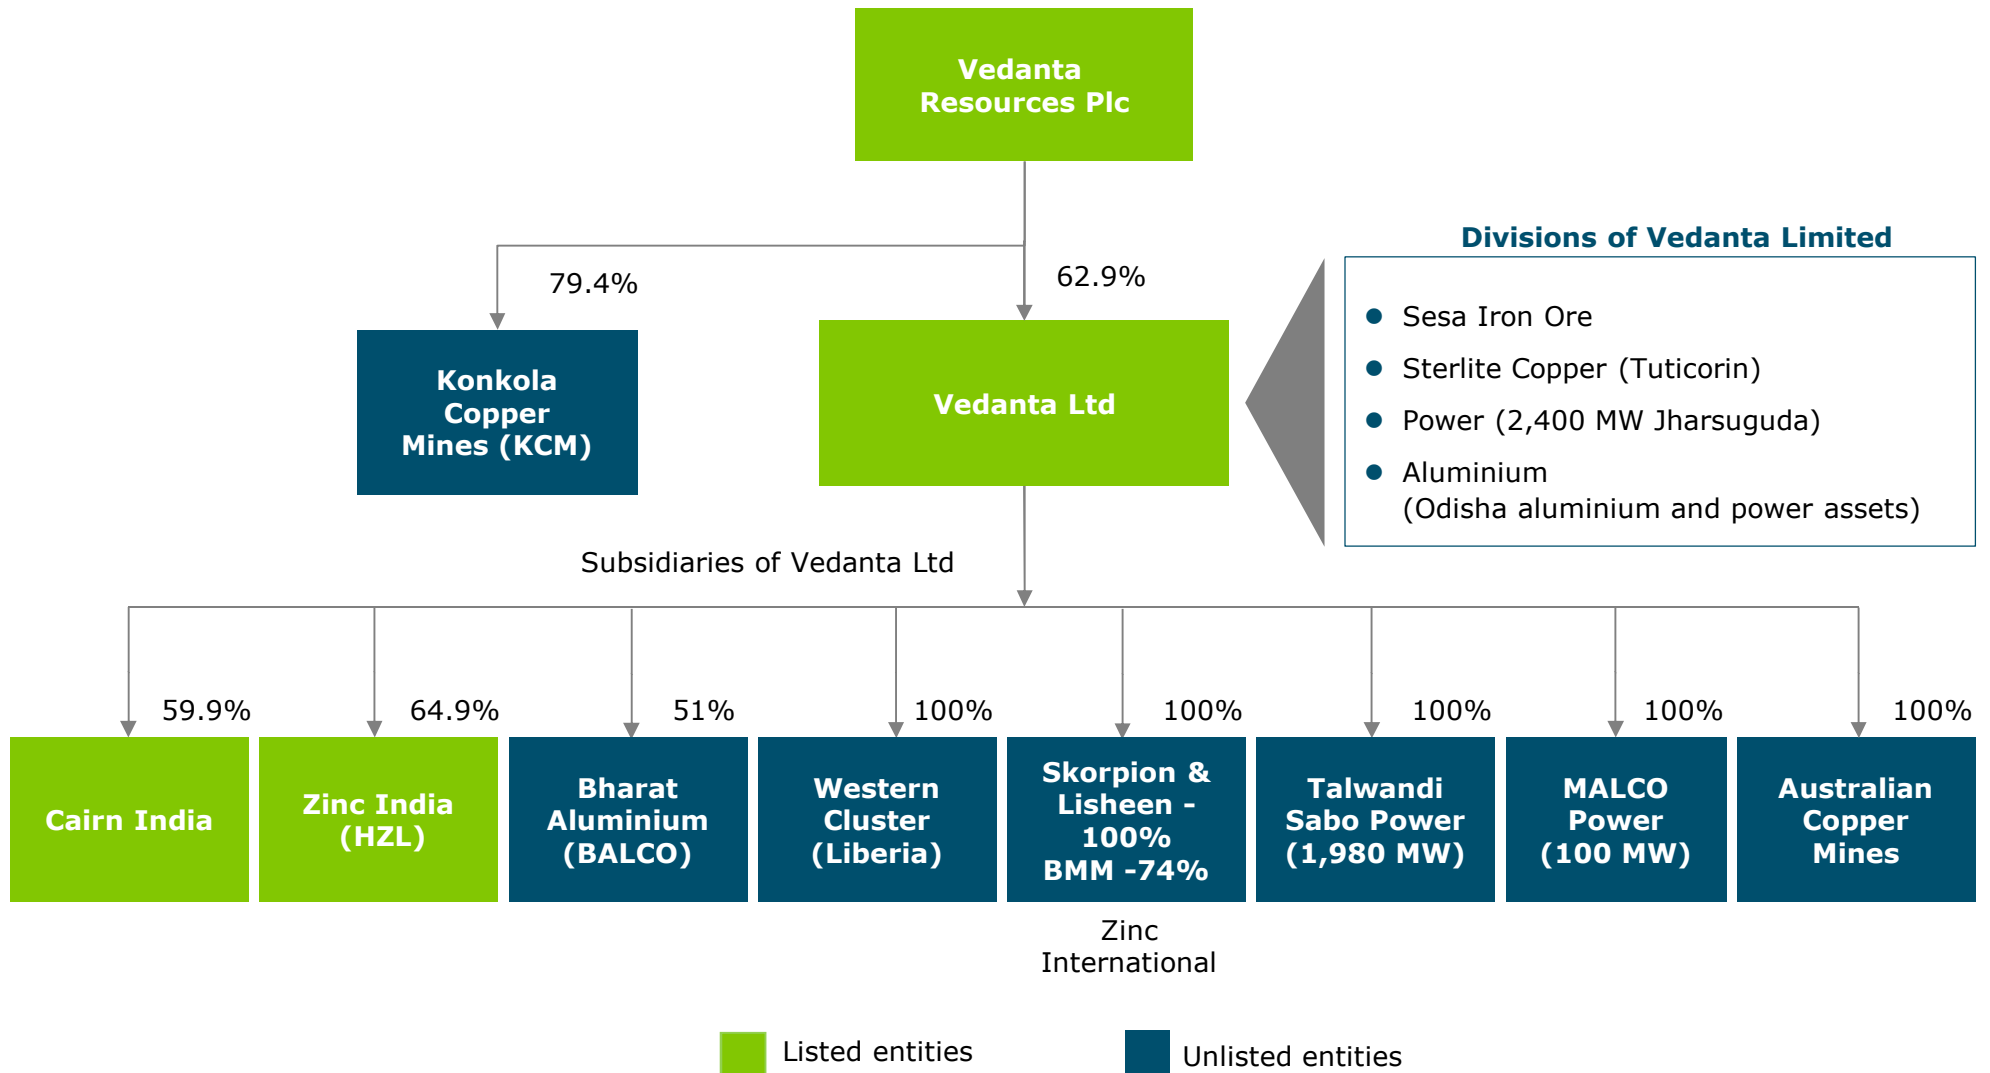 Vedanta
Resources Plc
Divisions of Vedanta Limited
79.4%
62.9%
Konkola
Copper
Mines (KCM)
Vedanta Ltd
Sesa Iron Ore
Sterlite Copper (Tuticorin)
Power (2,400 MW Jharsuguda)
Aluminium
(Odisha aluminium and power assets)
Subsidiaries of Vedanta Ltd
59.9%
64.9%
51%
100%
100%
100%
100%
100%
Cairn India
Zinc India
(HZL)
Bharat
Aluminium
(BALCO)
Western
Cluster
(Liberia)
Skorpion &
Lisheen -
100%
BMM -74%
Talwandi
Sabo Power
(1,980 MW)
MALCO
Power
(100 MW)
Australian
Copper
Mines
Zinc
International
Listed entities
Unlisted entities